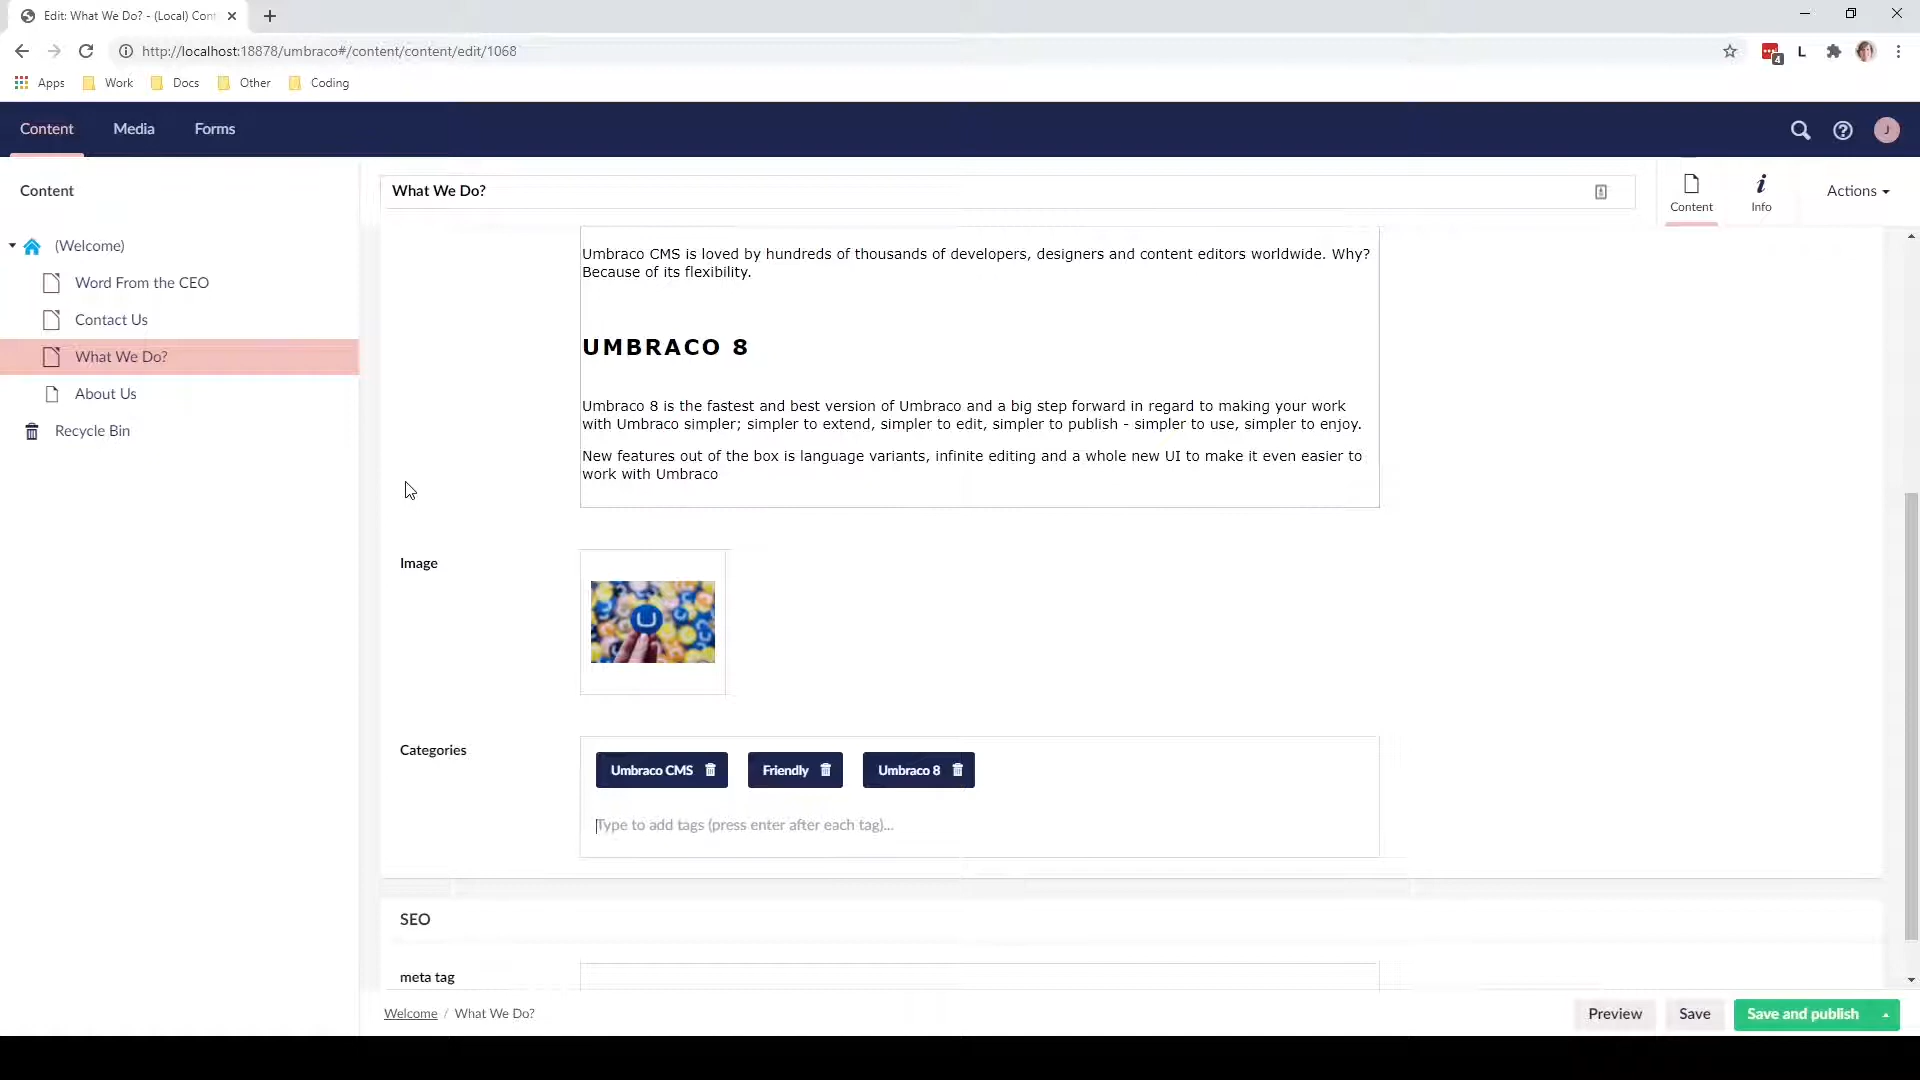 Edit: What We Do? - (Local) Cont
http://localhost:18878/umbraco#/content/content/edit/1068
4
L
Apps
Work
Docs
Other
Coding
Content
Media
Forms
J
Content
What We Do?
Content
Info
Actions
(Welcome)
Word From the CEO
Contact Us
What We Do?
About Us
Recycle Bin
Umbraco CMS is loved by hundreds of thousands of developers, designers and content editors worldwide. Why?
Because of its flexibility.
UMBRACO 8
Umbraco 8 is the fastest and best version of Umbraco and a big step forward in regard to making your work
with Umbraco simpler; simpler to extend, simpler to edit, simpler to publish - simpler to use, simpler to enjoy.
New features out of the box is language variants, infinite editing and a whole new UI to make it even easier to
work with Umbraco
Image
Categories
Umbraco CMS
Friendly
Umbraco 8
Type to add tags (press enter after each tag)...
SEO
meta tag
Welcome / What We Do?
Preview
Save
Save and publish